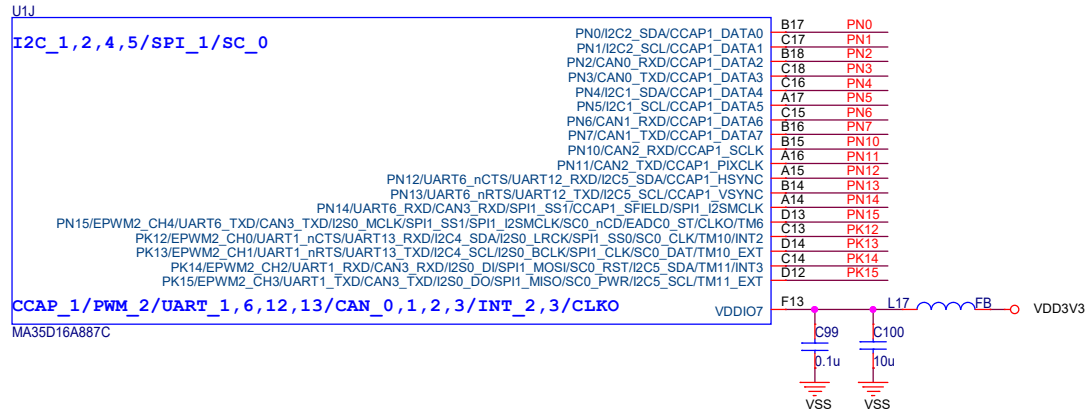 U1J
I2C_1,2,4,5/SPI_1/SC_0
PN0/I2C2_SDA/CCAP1_DATA0 B17 PN0
PN1/I2C2_SCL/CCAP1_DATA1 C17 PN1
PN2/CAN0_RXD/CCAP1_DATA2 B18 PN2
PN3/CAN0_TXD/CCAP1_DATA3 C18 PN3
PN4/I2C1_SDA/CCAP1_DATA4 C16 PN4
PN5/I2C1_SCL/CCAP1_DATA5 A17 PN5
PN6/CAN1_RXD/CCAP1_DATA6 C15 PN6
PN7/CAN1_TXD/CCAP1_DATA7 B16 PN7
PN10/CAN2_RXD/CCAP1_SCLK B15 PN10
PN11/CAN2_TXD/CCAP1_PIXCLK A16 PN11
PN12/UART6_nCTS/UART12_RXD/I2C5_SDA/CCAP1_HSYNC A15 PN12
PN13/UART6_nRTS/UART12_TXD/I2C5_SCL/CCAP1_VSYNC B14 PN13
PN14/UART6_RXD/CAN3_RXD/SPI1_SS1/CCAP1_SFIELD/SPI1_I2SMCLK A14 PN14
PN15/EPWM2_CH4/UART6_TXD/CAN3_TXD/I2S0_MCLK/SPI1_SS1/SPI1_I2SMCLK/SC0_nCD/EADC0_ST/CLKO/TM6 D13 PN15
PK12/EPWM2_CH0/UART1_nCTS/UART13_RXD/I2C4_SDA/I2S0_LRCK/SPI1_SS0/SC0_CLK/TM10/INT2 C13 PK12
PK13/EPWM2_CH1/UART1_nRTS/UART13_TXD/I2C4_SCL/I2S0_BCLK/SPI1_CLK/SC0_DAT/TM10_EXT D14 PK13
PK14/EPWM2_CH2/UART1_RXD/CAN3_RXD/I2S0_DI/SPI1_MOSI/SC0_RST/I2C5_SDA/TM11/INT3 C14 PK14
PK15/EPWM2_CH3/UART1_TXD/CAN3_TXD/I2S0_DO/SPI1_MISO/SC0_PWR/I2C5_SCL/TM11_EXT D12 PK15
CCAP_1/PWM_2/UART_1,6,12,13/CAN_0,1,2,3/INT_2,3/CLKO
VDDIO7 F13 L17 FB VDD3V3
MA35D16A887C
C99 C100
0.1u 10u
VSS VSS